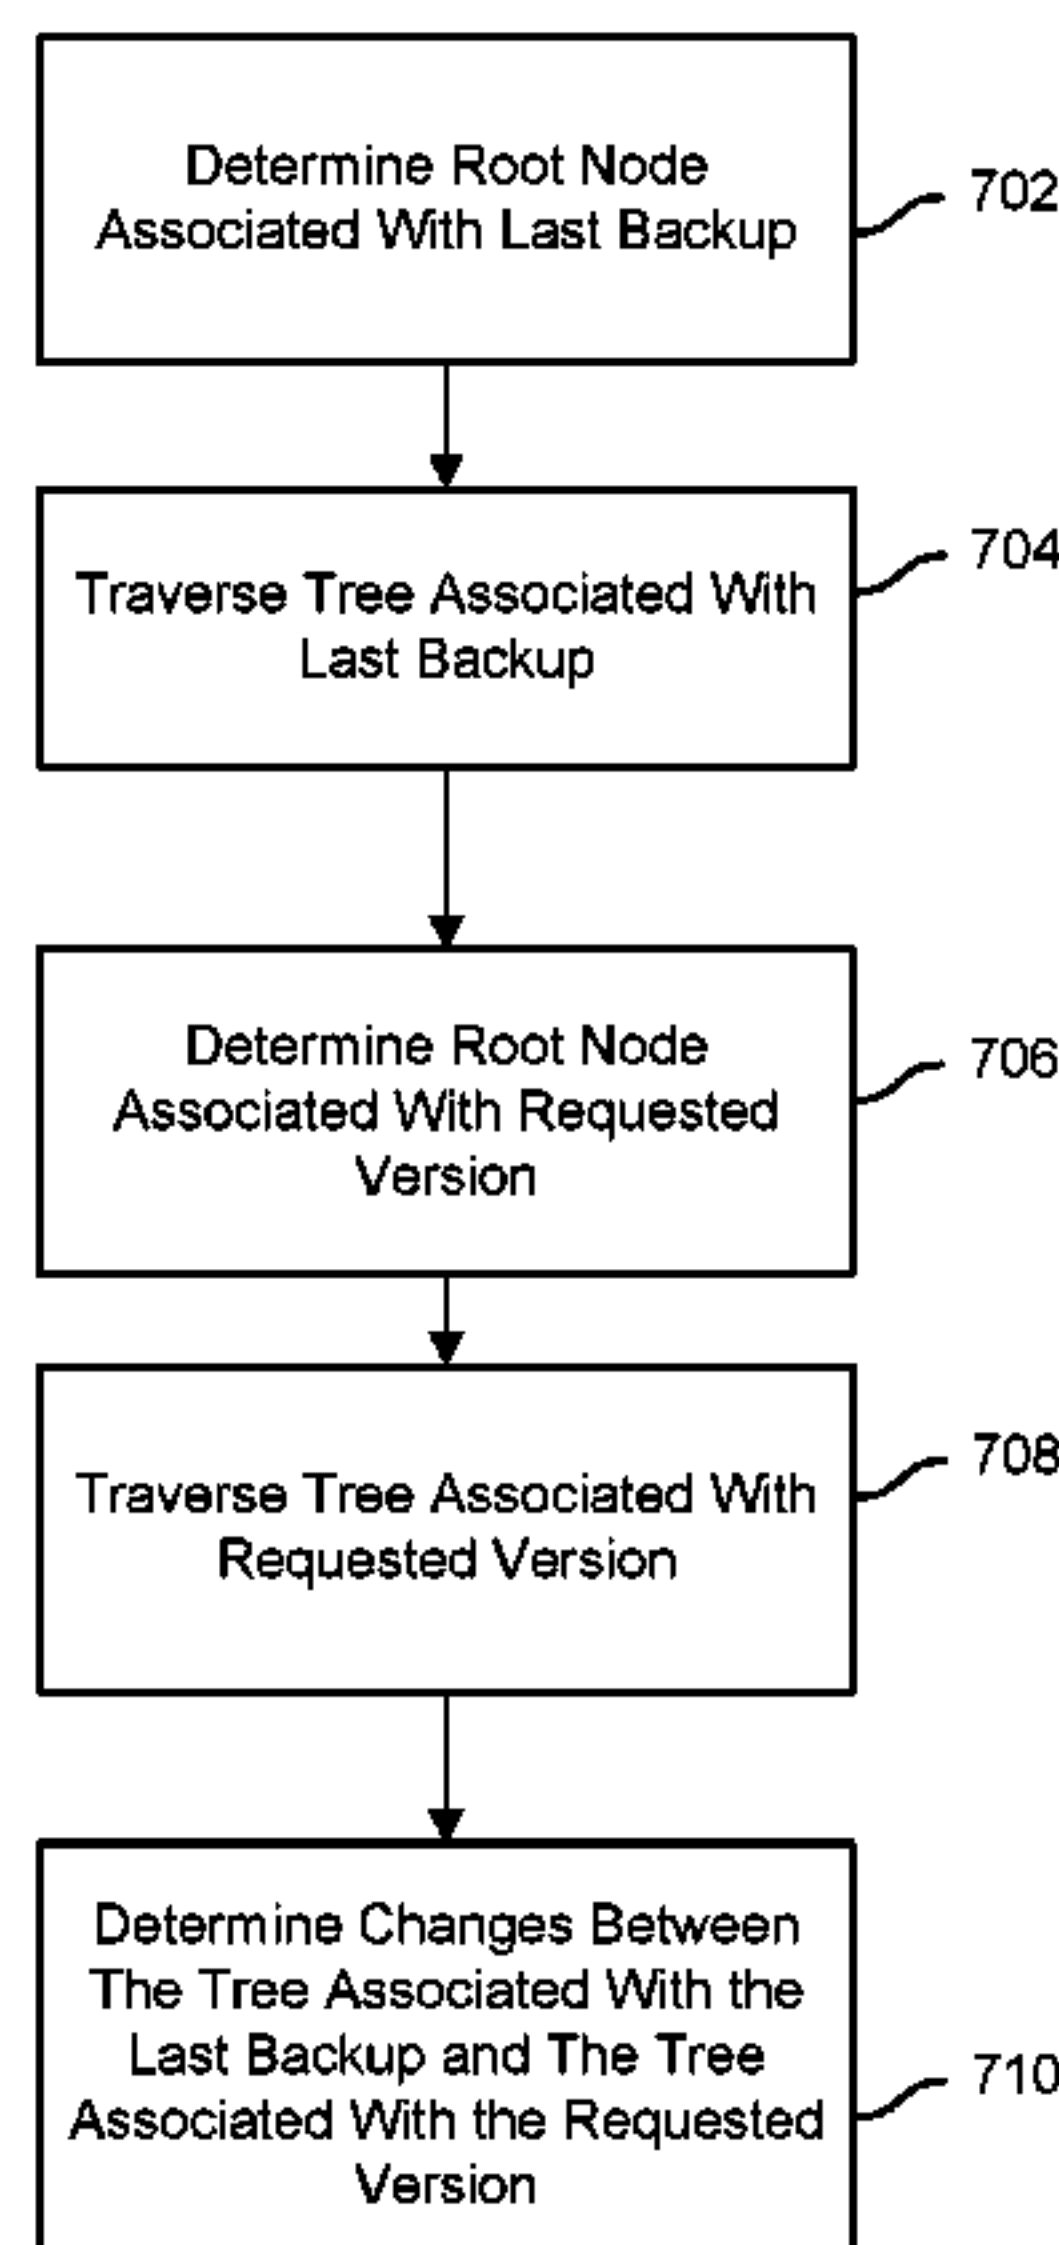 Determine Root Node
Associated With Last Backup
702
Traverse Tree Associated With
Last Backup
704
Determine Root Node
Associated With Requested
Version
706
Traverse Tree Associated With
Requested Version
708
Determine Changes Between
The Tree Associated With the
Last Backup and The Tree
Associated With the Requested
Version
710